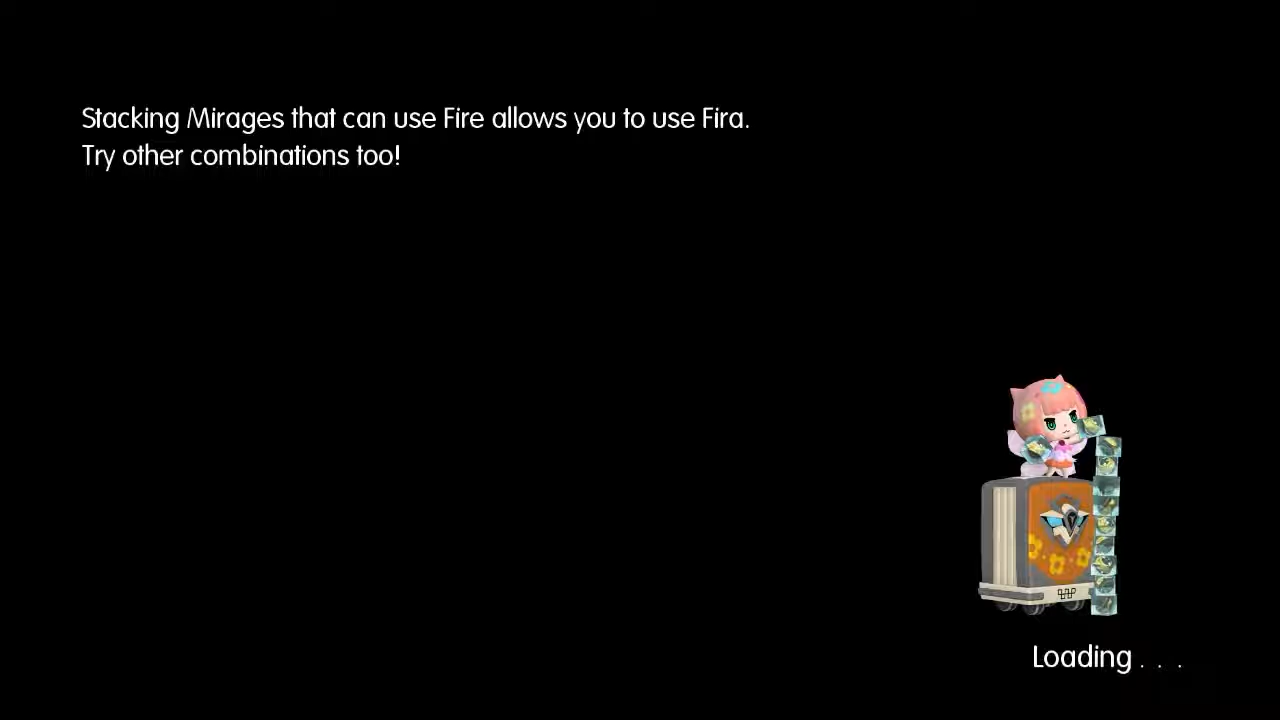 Stacking Mirages that can use Fire allows you to use Fira.
Try other combinations too!
Loading . . .